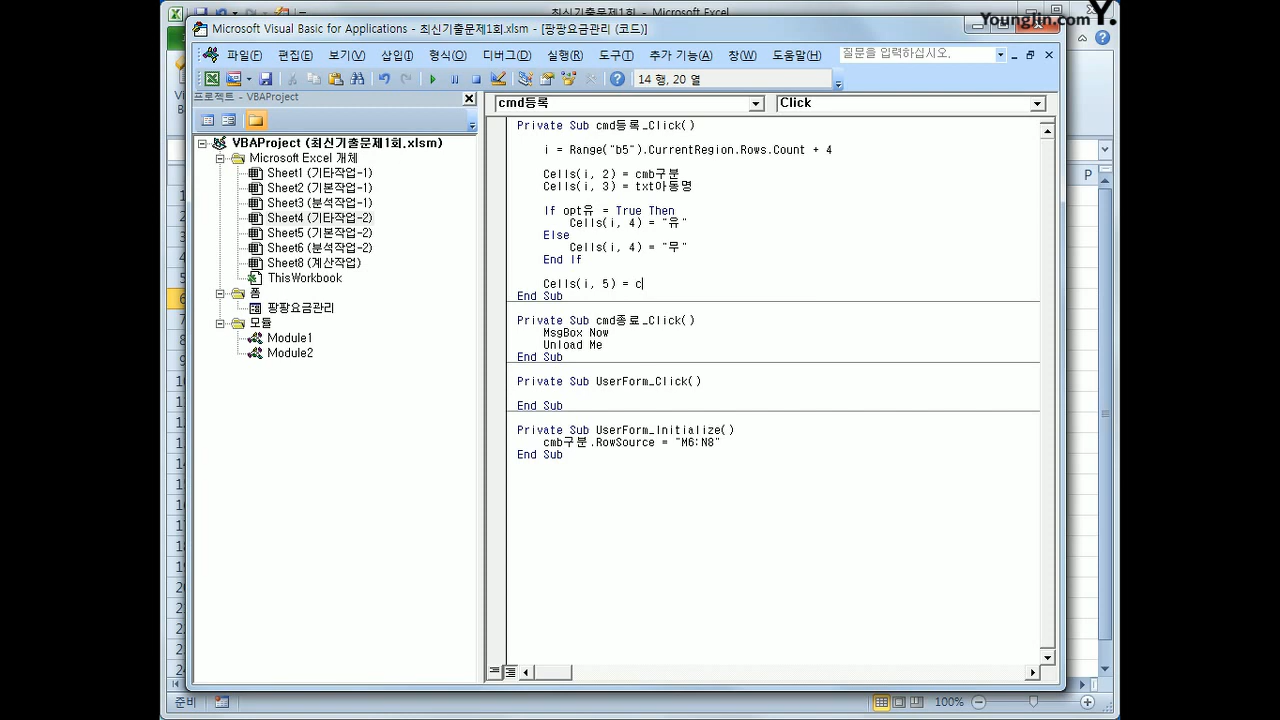 최신기출문제1회.xlsm - Microsoft Excel
Youngjin.com Y.
Microsoft Visual Basic for Applications - 최신기출문제1회.xlsm - [팡팡요금관리 (코드)]
파일(F) 편집(E) 보기(V) 삽입(I) 형식(O) 디버그(D) 실행(R) 도구(T) 추가 기능(A) 창(W) 도움말(H) 질문을 입력하십시오.
14 행, 20 열
프로젝트 - VBAProject
cmd등록 Click
VBAProject (최신기출문제1회.xlsm)
Microsoft Excel 개체
Sheet1 (기타작업-1)
Sheet2 (기본작업-1)
Sheet3 (분석작업-1)
Sheet4 (기타작업-2)
Sheet5 (기본작업-2)
Sheet6 (분석작업-2)
Sheet8 (계산작업)
ThisWorkbook
폼
팡팡요금관리
모듈
Module1
Module2
Private Sub cmd등록_Click()
i = Range("b5").CurrentRegion.Rows.Count + 4
Cells(i, 2) = cmb구분
Cells(i, 3) = txt아동명
If opt유 = True Then
Cells(i, 4) = "유"
Else
Cells(i, 4) = "무"
End If
Cells(i, 5) = c
End Sub
Private Sub cmd종료_Click()
MsgBox Now
Unload Me
End Sub
Private Sub UserForm_Click()
End Sub
Private Sub UserForm_Initialize()
cmb구분.RowSource = "M6:N8"
End Sub
P
준비
100%